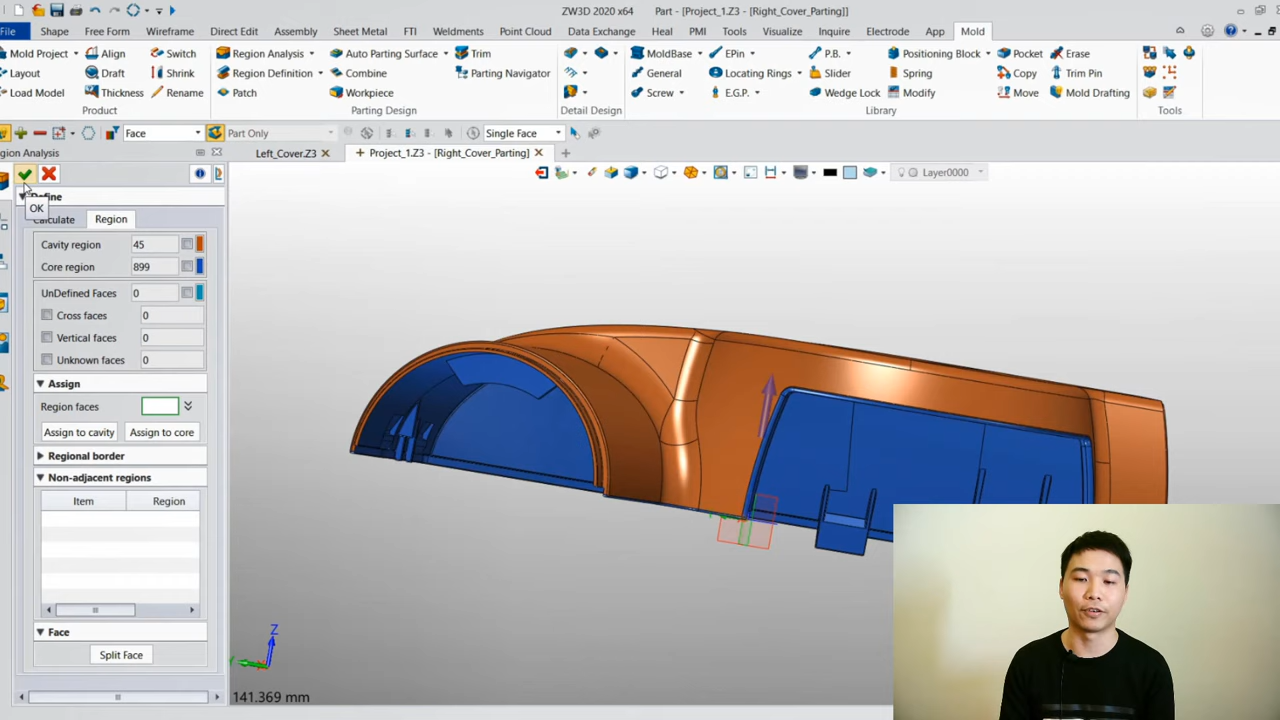 ZW3D 2020 x64 Part - [Project_1.Z3 - [Right_Cover_Parting]]
File Shape Free Form Wireframe Direct Edit Assembly Sheet Metal FTI Weldments Point Cloud Data Exchange Heal PMI Tools Visualize Inquire Electrode App Mold
Mold Project Align Switch Region Analysis Auto Parting Surface Trim MoldBase EPin P.B. Positioning Block Pocket Erase
Layout Draft Shrink Region Definition Combine Parting Navigator General Locating Rings Slider Spring Copy Trim Pin
Load Model Thickness Rename Patch Workpiece Screw E.G.P. Wedge Lock Modify Move Mold Drafting
Product Parting Design Detail Design Library Tools
Face Part Only Single Face
egion Analysis Left_Cover.Z3 Project_1.Z3 - [Right_Cover_Parting]
Layer0000
Define
OK
Calculate Region
Cavity region 45
Core region 899
UnDefined Faces 0
Cross faces 0
Vertical faces 0
Unknown faces 0
Assign
Region faces
Assign to cavity Assign to core
Regional border
Non-adjacent regions
Item Region
Face
Split Face
Z
Y
141.369 mm